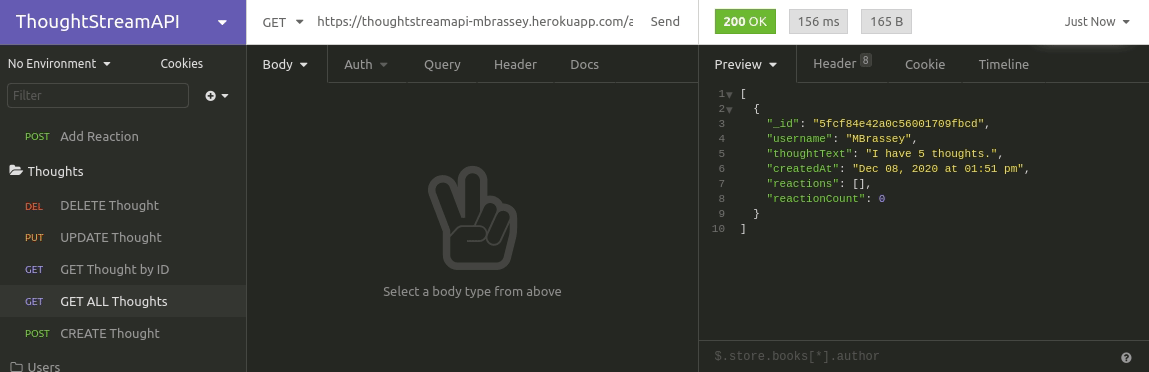 ThoughtStreamAPI
GET https://thoughtstreamapi-mbrassey.herokuapp.com/a Send
200 OK 156 ms 165 B Just Now
No Environment Cookies
Filter
POST Add Reaction
Thoughts
DEL DELETE Thought
PUT UPDATE Thought
GET GET Thought by ID
GET GET ALL Thoughts
POST CREATE Thought
Users
Body Auth Query Header Docs
Select a body type from above
Preview Header 8 Cookie Timeline
1 [
2 {
3 "_id": "5fcf84e42a0c56001709fbcd",
4 "username": "MBrassey",
5 "thoughtText": "I have 5 thoughts.",
6 "createdAt": "Dec 08, 2020 at 01:51 pm",
7 "reactions": [],
8 "reactionCount": 0
9 }
10 ]
$.store.books[*].author